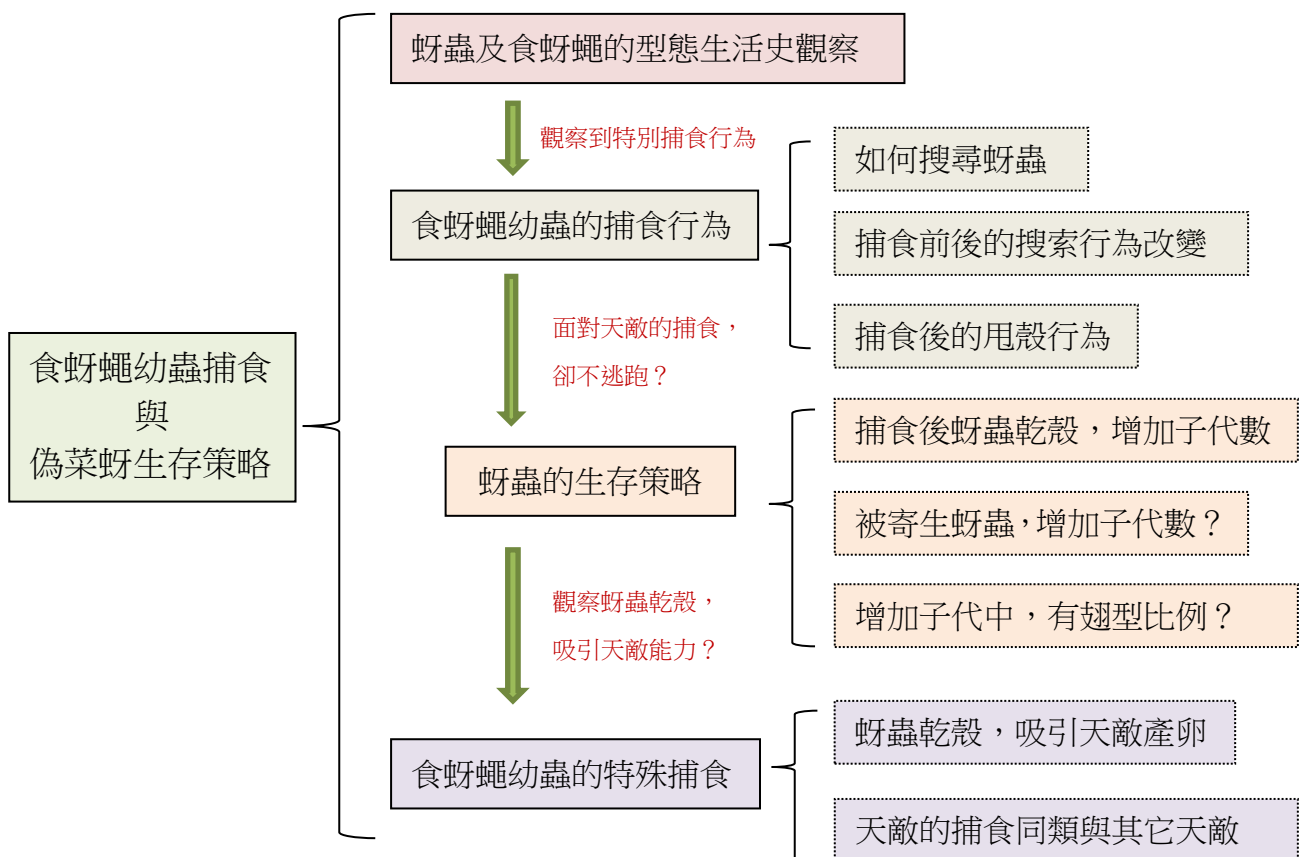 食蚜蠅幼蟲捕食
與
偽菜蚜生存策略
蚜蟲及食蚜蠅的型態生活史觀察
觀察到特別捕食行為
食蚜蠅幼蟲的捕食行為
如何搜尋蚜蟲
捕食前後的搜索行為改變
捕食後的甩殼行為
面對天敵的捕食，
卻不逃跑？
蚜蟲的生存策略
捕食後蚜蟲乾殼，增加子代數
被寄生蚜蟲，增加子代數？
增加子代中，有翅型比例？
觀察蚜蟲乾殼，
吸引天敵能力？
食蚜蠅幼蟲的特殊捕食
蚜蟲乾殼，吸引天敵產卵
天敵的捕食同類與其它天敵